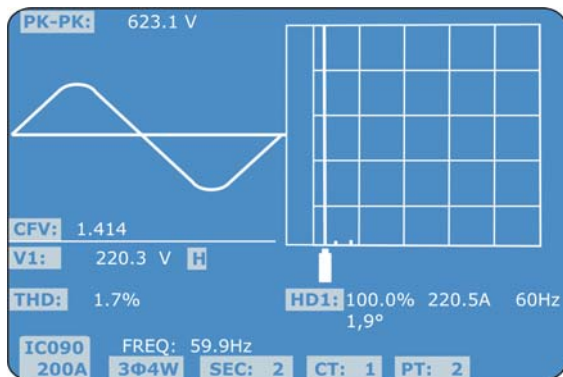 PK-PK: 623.1 V
CFV: 1.414
V1: 220.3 V H
THD: 1.7%
HD1: 100.0% 220.5A 60Hz
1,9°
IC090 FREQ: 59.9Hz
200A 3Φ4W SEC: 2 CT: 1 PT: 2